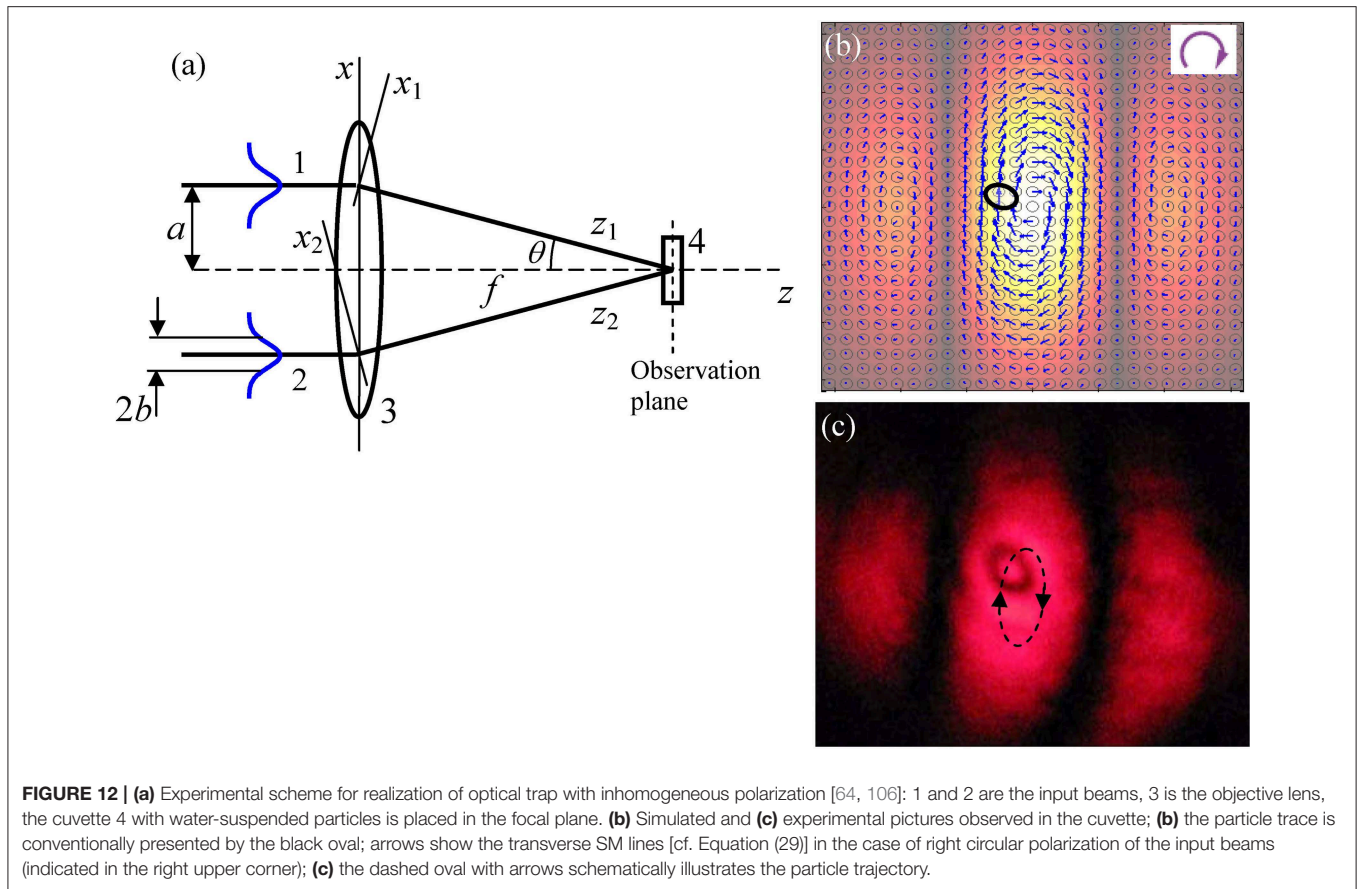 (a)
x
x1
1
a
x2
z1
θ
4
f
z
z2
2
3
2b
Observation
plane
(b)
(c)
FIGURE 12 | (a) Experimental scheme for realization of optical trap with inhomogeneous polarization [64, 106]: 1 and 2 are the input beams, 3 is the objective lens,
the cuvette 4 with water-suspended particles is placed in the focal plane. (b) Simulated and (c) experimental pictures observed in the cuvette; (b) the particle trace is
conventionally presented by the black oval; arrows show the transverse SM lines [cf. Equation (29)] in the case of right circular polarization of the input beams
(indicated in the right upper corner); (c) the dashed oval with arrows schematically illustrates the particle trajectory.